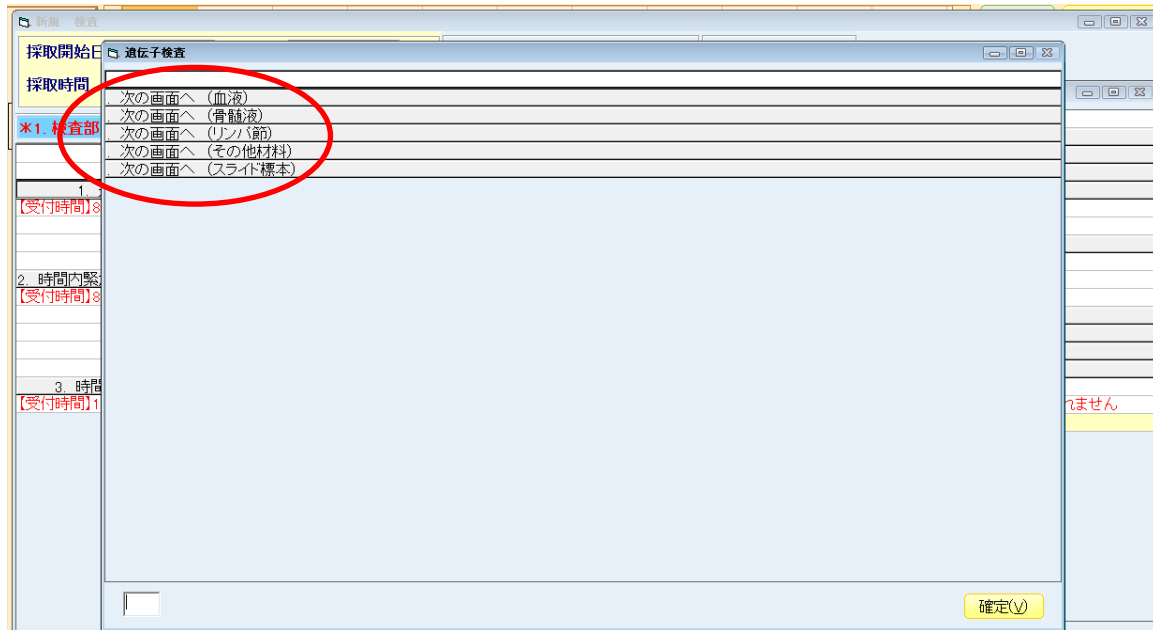 新規 検査
採取開始日
採取時間
遺伝子検査
. 次の画面へ (血液)
. 次の画面へ (骨髄液)
. 次の画面へ (リンパ節)
. 次の画面へ (その他材料)
. 次の画面へ (スライド標本)
*1. 検査部
1.
【受付時間】8
2. 時間内緊
【受付時間】8
3. 時間
【受付時間】1
れません
確定(V)